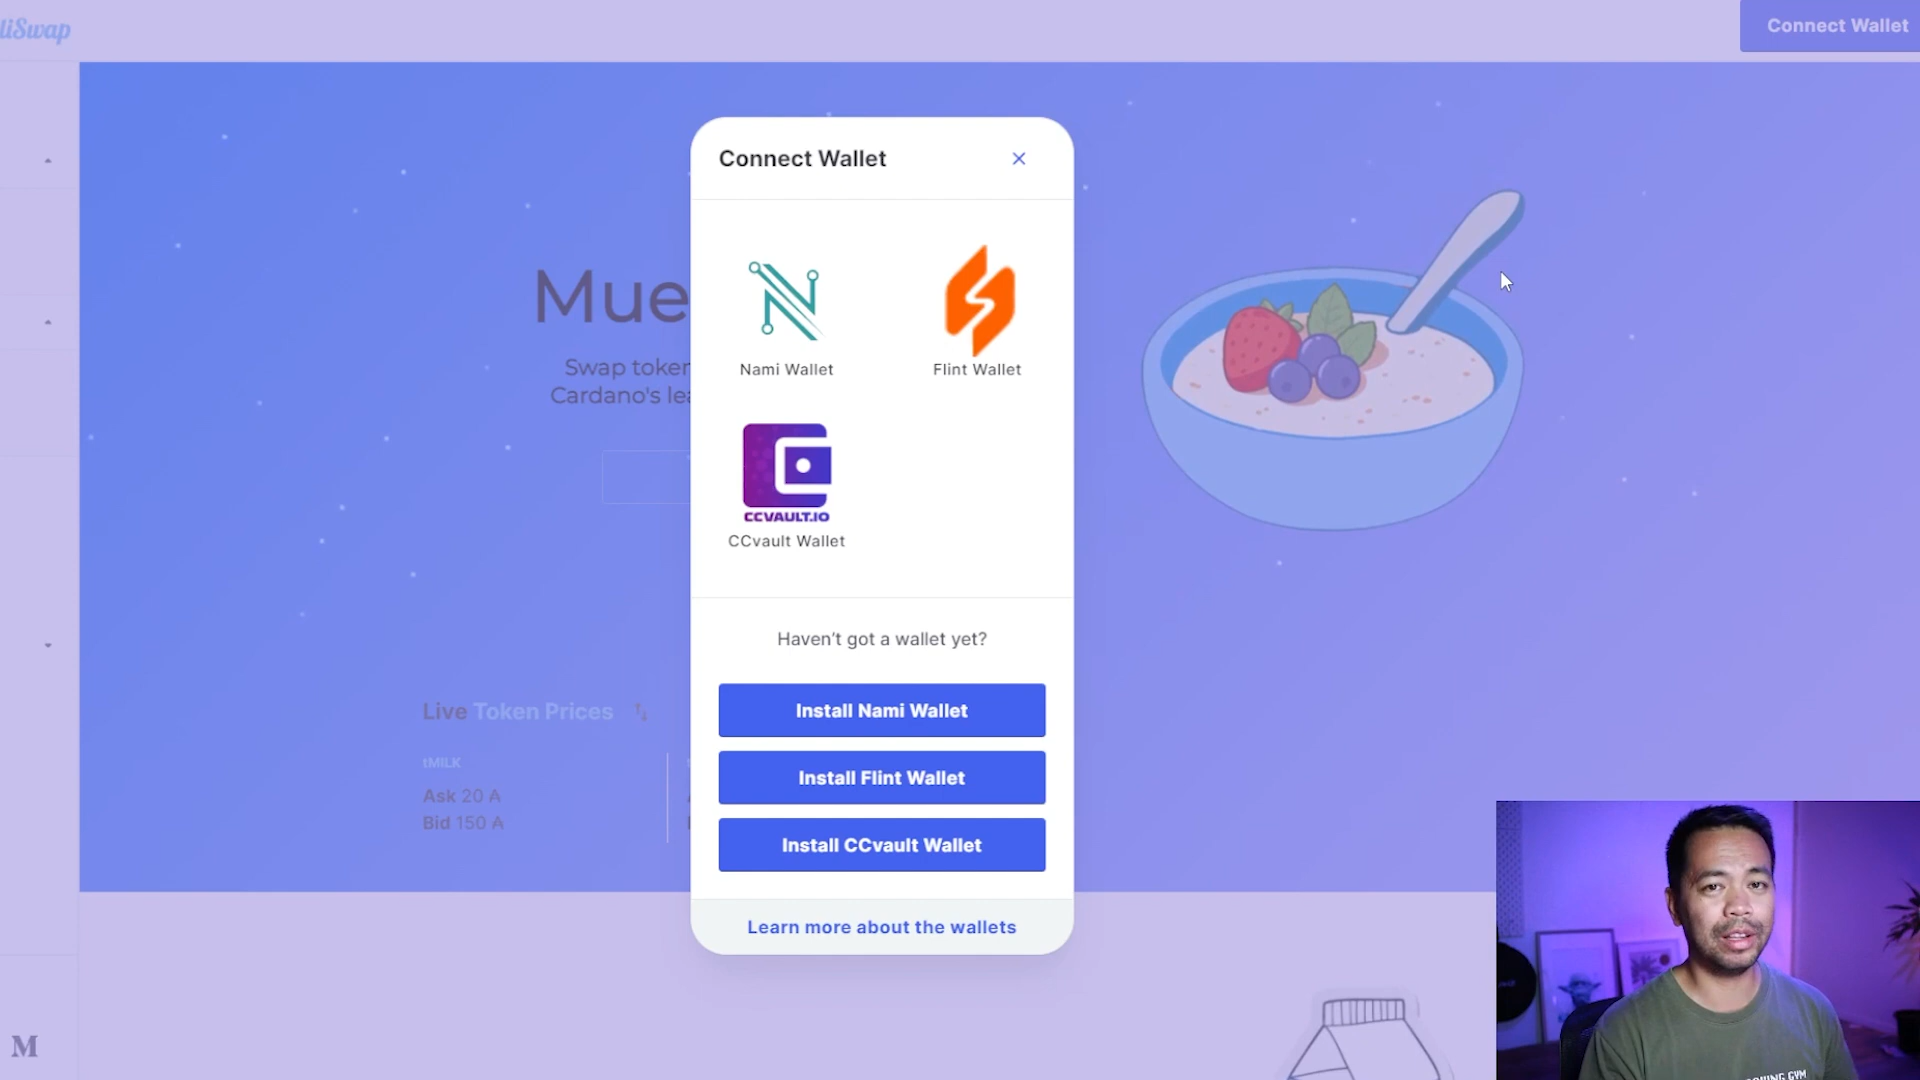 liSwap
Connect Wallet
Connect Wallet
Mue
Nami Wallet
Flint Wallet
Swap token
Cardano's lea
CCVAULT.IO
CCvault Wallet
Haven't got a wallet yet?
Install Nami Wallet
Live Token Prices
tMILK
Install Flint Wallet
Ask 20 ₳
Bid 150 ₳
Install CCvault Wallet
Learn more about the wallets
M
GYM